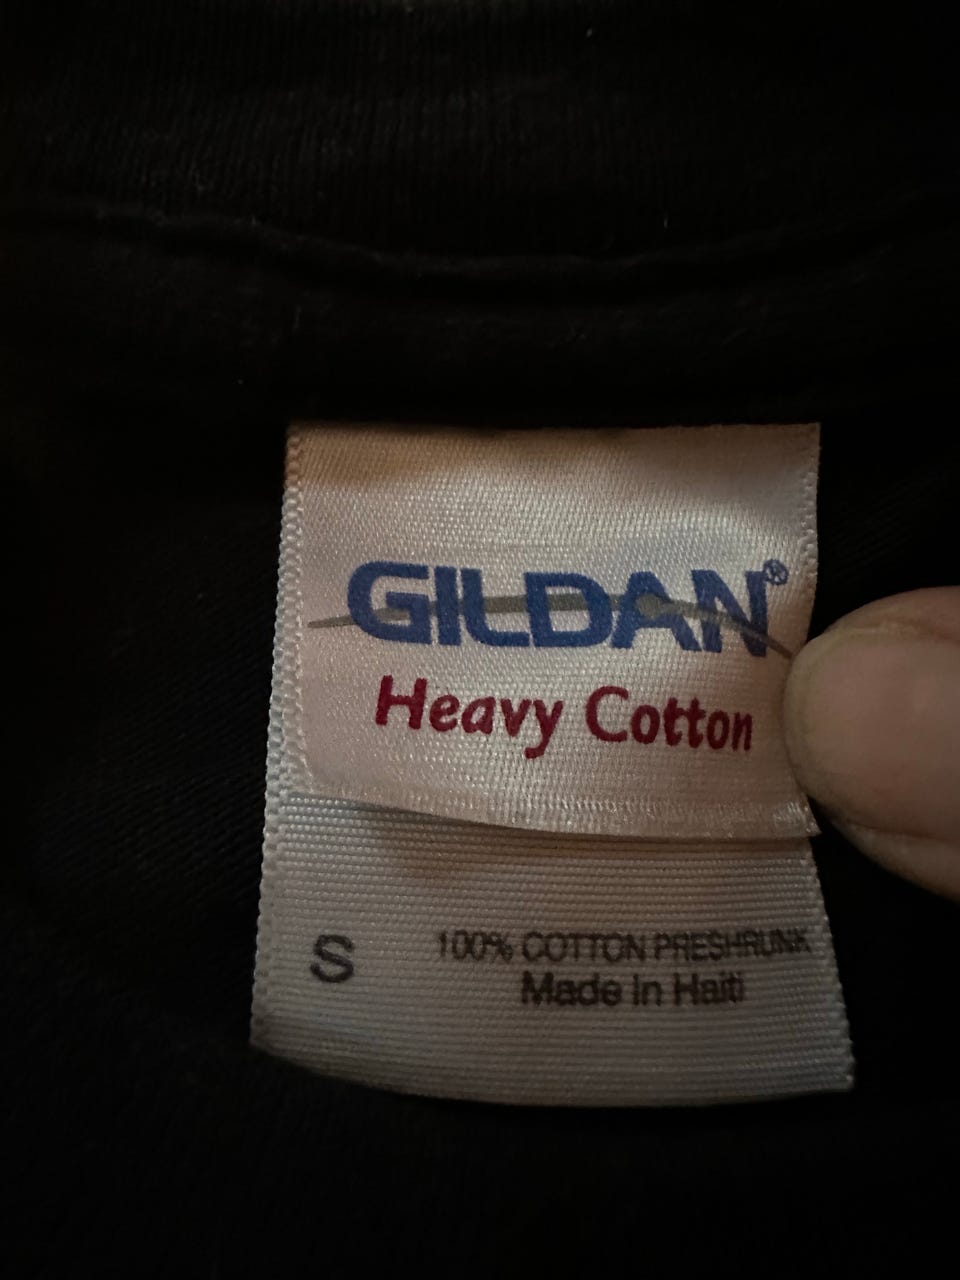 GILDAN®
Heavy Cotton
S 100% COTTON PRESHRUNK
Made in Haiti